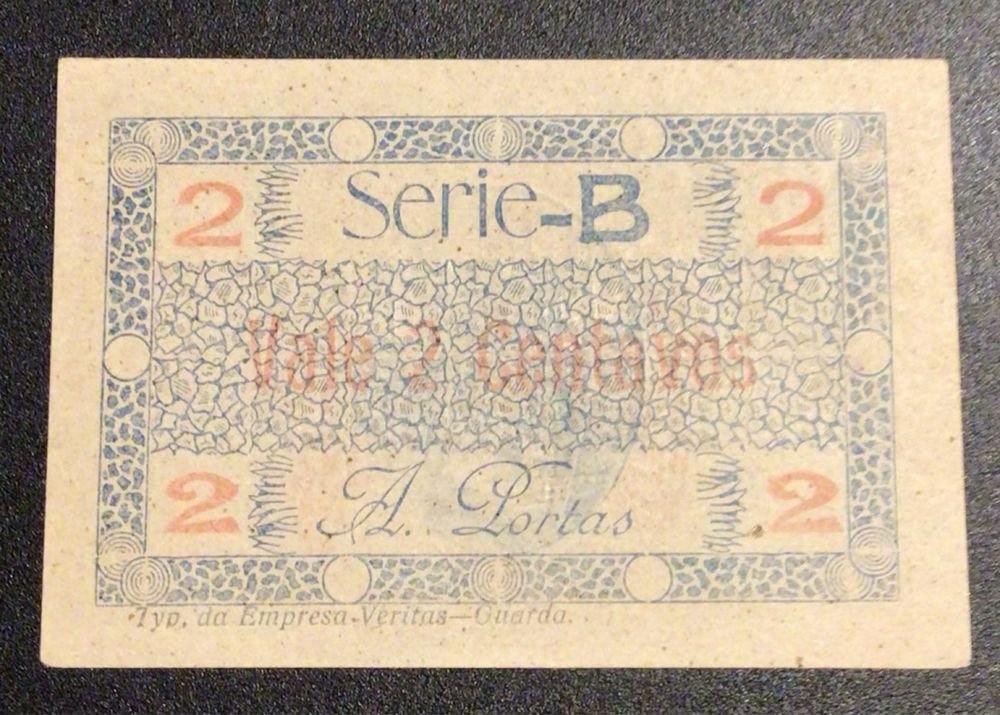 2 Serie-B 2
Vale 2 Centavos
2 A. Portas 2
Typ. da Empresa Veritas—Guarda.